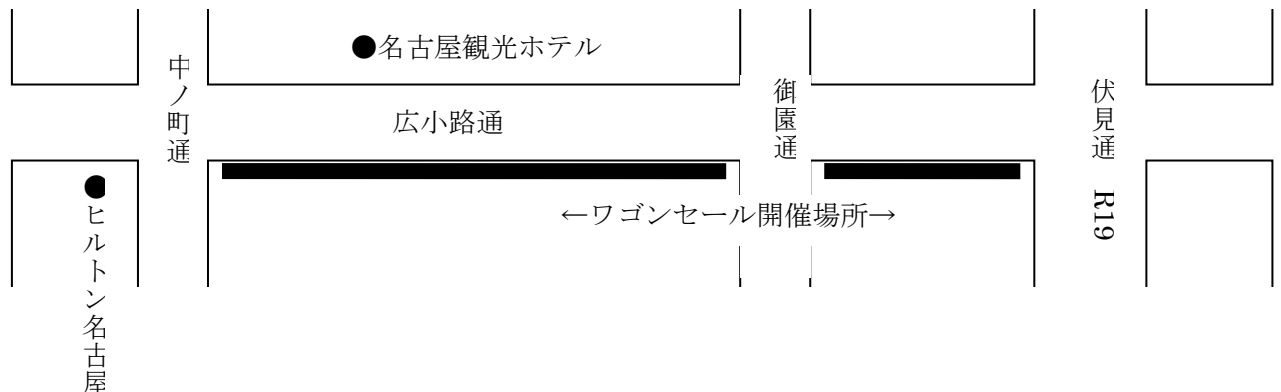 ●名古屋観光ホテル
中ノ町通
広小路通
御園通
伏見通 R19
←ワゴンセール開催場所→
●ヒルトン名古屋